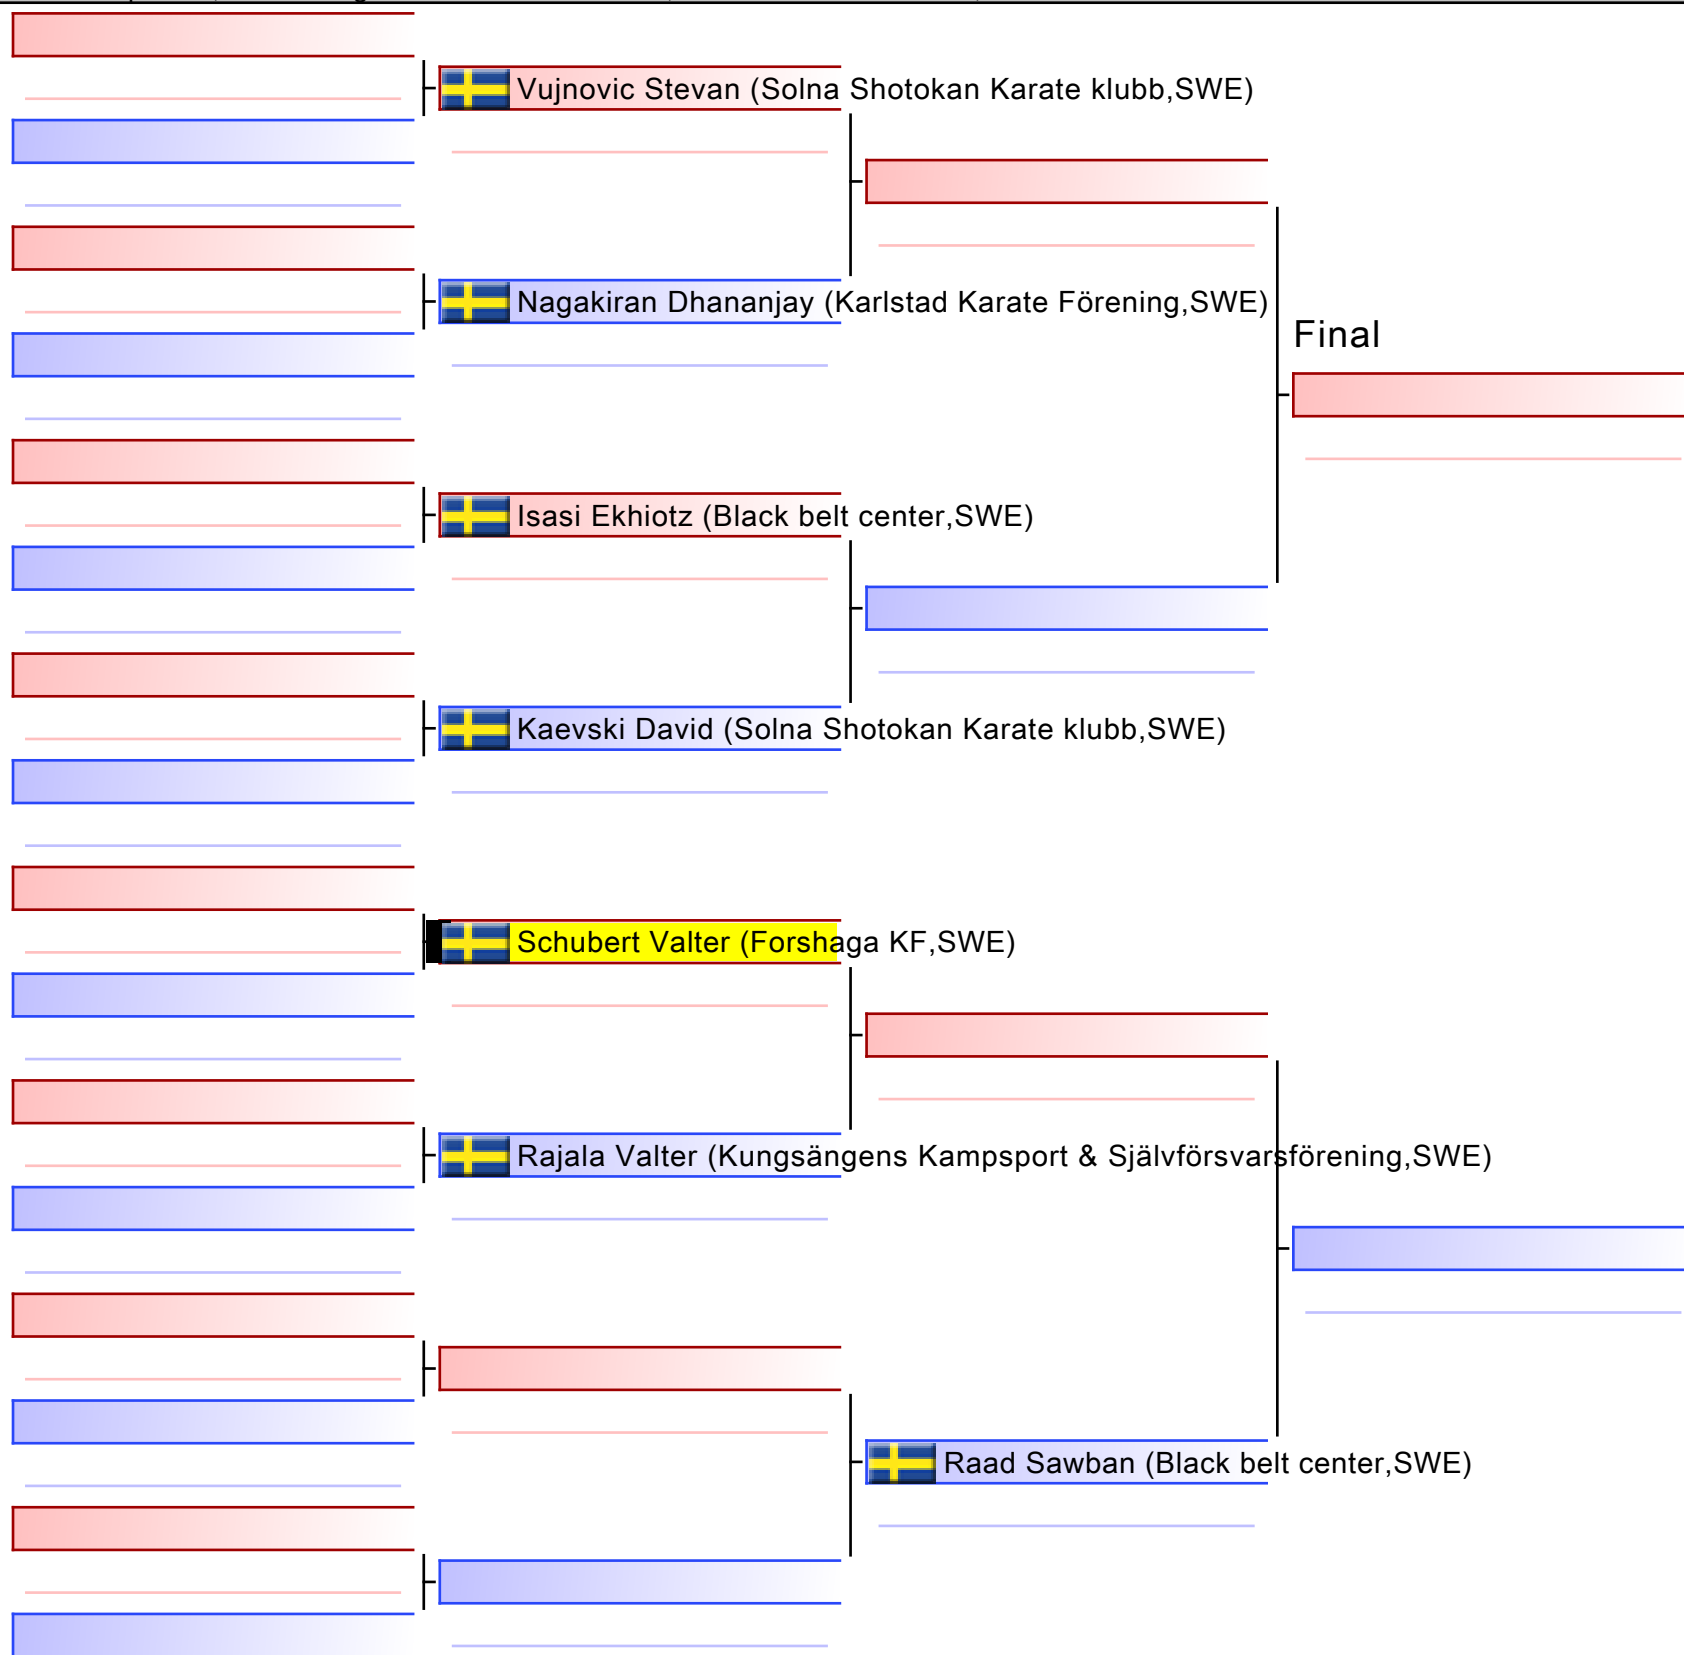 Vujnovic Stevan (Solna Shotokan Karate klubb,SWE)
Nagakiran Dhananjay (Karlstad Karate Förening,SWE)
Final
Isasi Ekhiotz (Black belt center,SWE)
Kaevski David (Solna Shotokan Karate klubb,SWE)
Schubert Valter (Forshaga KF,SWE)
Rajala Valter (Kungsängens Kampsport & Självförsvarsförening,SWE)
Raad Sawban (Black belt center,SWE)